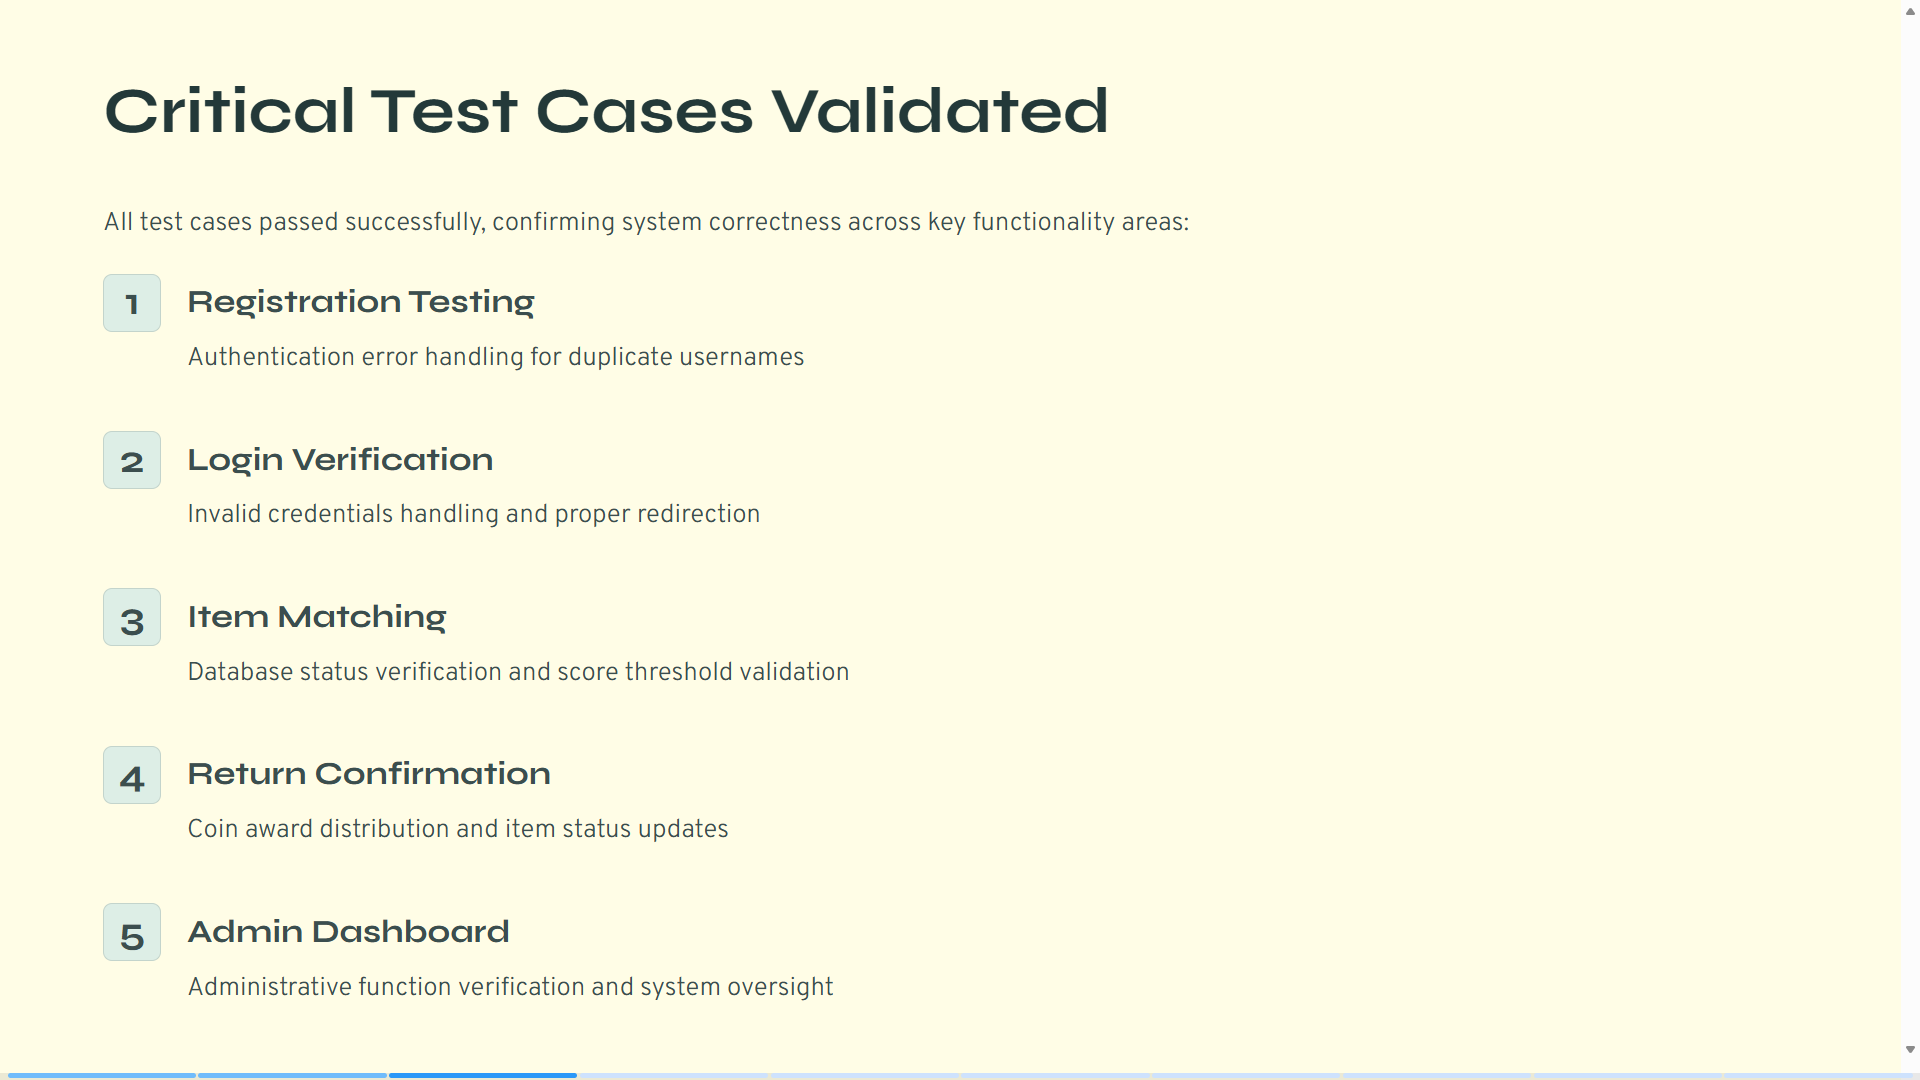 Critical Test Cases Validated
All test cases passed successfully, confirming system correctness across key functionality areas:
1
Registration Testing
Authentication error handling for duplicate usernames
2
Login Verification
Invalid credentials handling and proper redirection
3
Item Matching
Database status verification and score threshold validation
4
Return Confirmation
Coin award distribution and item status updates
5
Admin Dashboard
Administrative function verification and system oversight